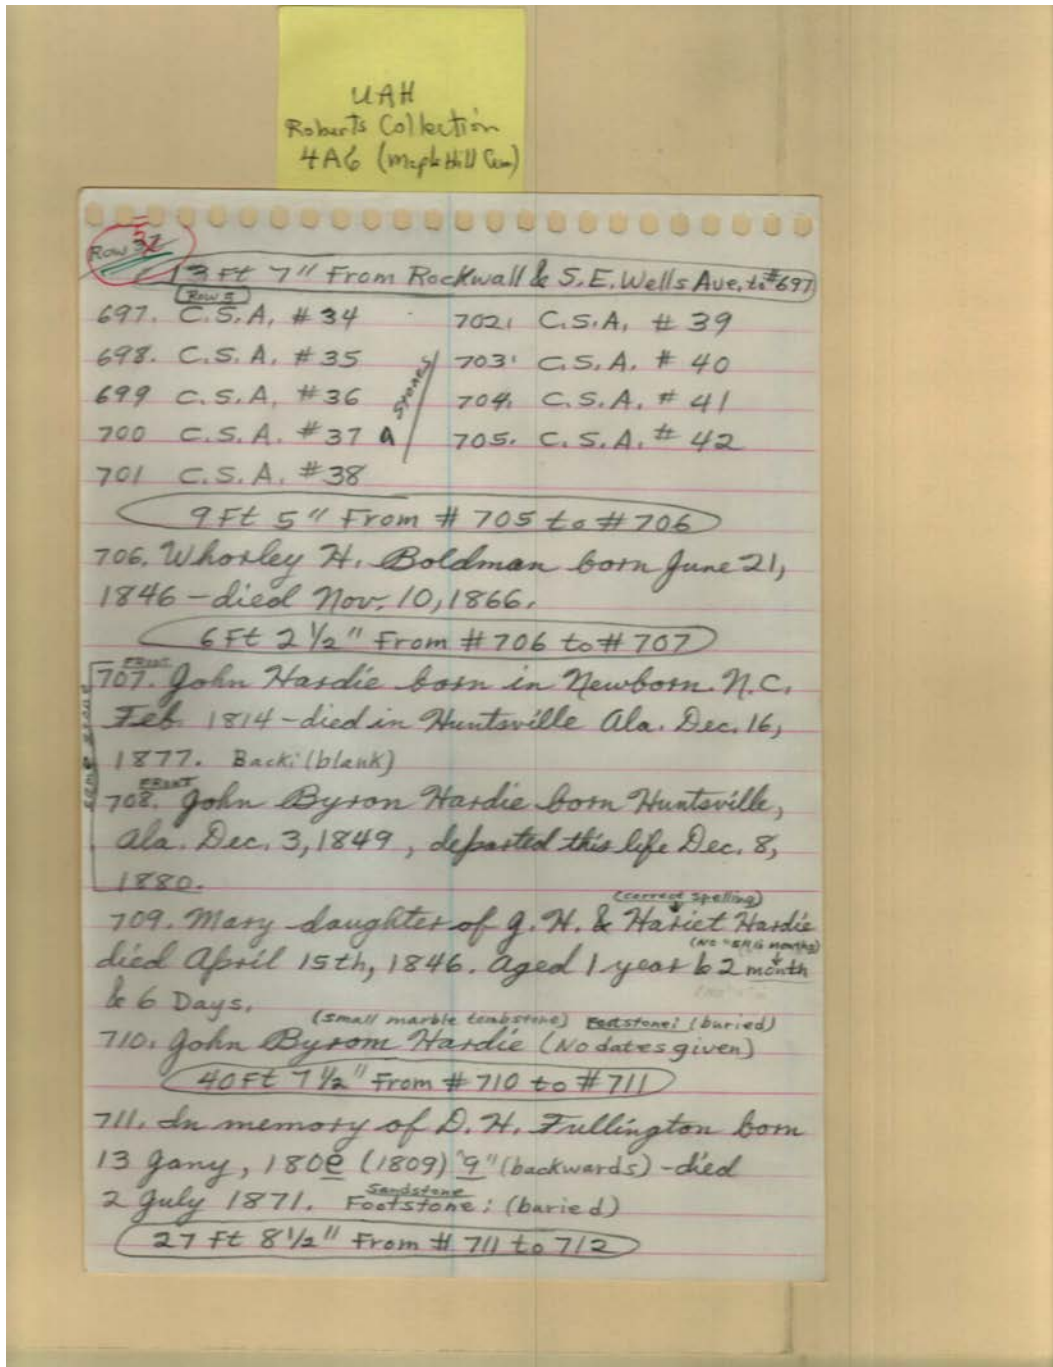 UAH
Roberts Collection
4A6 (Maple Hill Cem)
Row 5
3 Ft 7" From Rockwall & S.E. Wells Ave. to #697
Row 5
697. C.S.A. #34
702. C.S.A. #39
698. C.S.A. #35
703. C.S.A. #40
699 C.S.A. #36
704. C.S.A. #41
700 C.S.A. #37
705. C.S.A. #42
701 C.S.A. #38
9 Ft 5" From #705 to #706
706. Whorley H. Boldman born June 21,
1846 – died Nov. 10, 1866.
6 Ft 2 1/2" From #706 to #707
same stone
FRONT
707. John Hardie born in Newborn. N.C.
Feb. 1814 – died in Huntsville Ala. Dec. 16,
1877. Back: (blank)
FRONT
708. John Byron Hardie born Huntsville,
Ala. Dec. 3, 1849, departed this life Dec. 8,
1880.
(correct spelling)
709. Mary daughter of J. H. & Hariet Hardie
(No "S" on months)
died April 15th, 1846. Aged 1 year & 2 month
& 6 Days.
(small marble tombstone) Footstone: (buried)
710. John Byrom Hardie (No dates given)
40 Ft 7 1/2" From #710 to #711
711. In memory of D. H. Fullington born
13 Jany, 180e (1809) "9" (backwards) – died
2 July 1871.
Sandstone
Footstone: (buried)
27 Ft 8 1/2" From # 711 to 712